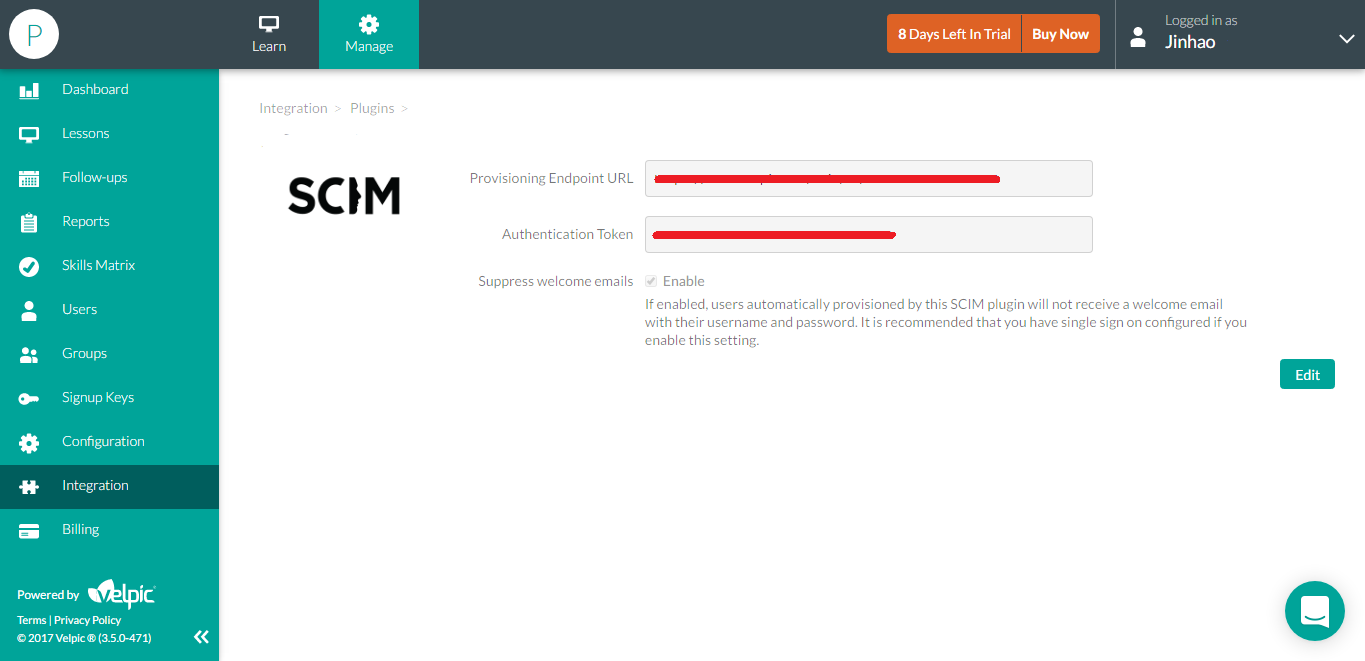 P
Learn
Manage
8 Days Left In Trial
Buy Now
Logged in as
Jinhao
Dashboard
Lessons
Follow-ups
Reports
Skills Matrix
Users
Groups
Signup Keys
Configuration
Integration
Billing
Powered by velpic
Terms | Privacy Policy
© 2017 Velpic ® (3.5.0-471)
Integration > Plugins >
SCIM
Provisioning Endpoint URL
Authentication Token
Suppress welcome emails
Enable
If enabled, users automatically provisioned by this SCIM plugin will not receive a welcome email
with their username and password. It is recommended that you have single sign on configured if you
enable this setting.
Edit